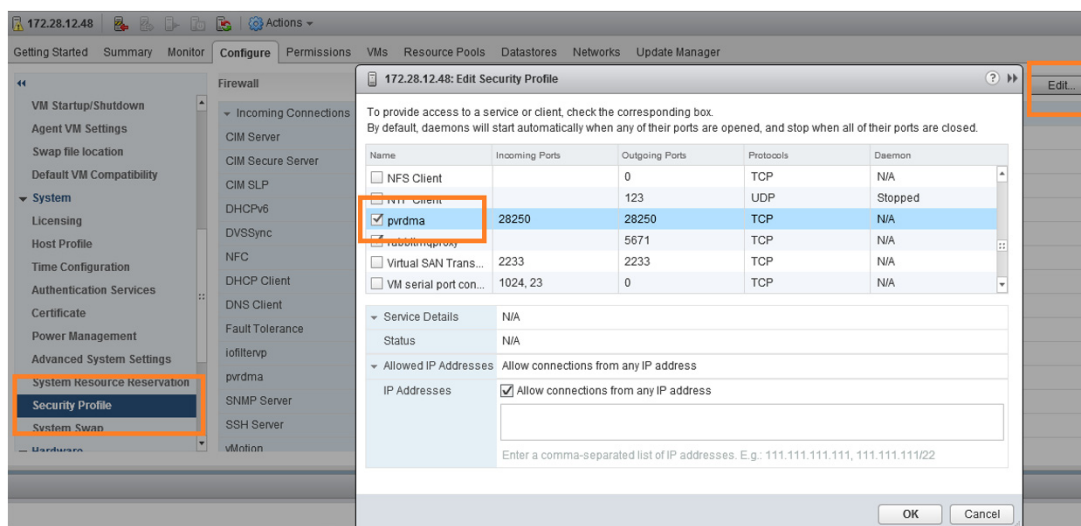 172.28.12.48 Actions
Getting Started Summary Monitor Configure Permissions VMs Resource Pools Datastores Networks Update Manager
VM Startup/Shutdown
Agent VM Settings
Swap file location
Default VM Compatibility
System
Licensing
Host Profile
Time Configuration
Authentication Services
Certificate
Power Management
Advanced System Settings
System Resource Reservation
Security Profile
System Swap
Hardware
Firewall
Incoming Connections
CIM Server
CIM Secure Server
CIM SLP
DHCPv6
DVSSync
NFC
DHCP Client
DNS Client
Fault Tolerance
iofiltervp
pvrdma
SNMP Server
SSH Server
vMotion
Edit...
172.28.12.48: Edit Security Profile
To provide access to a service or client, check the corresponding box.
By default, daemons will start automatically when any of their ports are opened, and stop when all of their ports are closed.
Name Incoming Ports Outgoing Ports Protocols Daemon
NFS Client 0 TCP N/A
NTP Client 123 UDP Stopped
pvrdma 28250 28250 TCP N/A
rabbitmqproxy 5671 TCP N/A
Virtual SAN Trans... 2233 2233 TCP N/A
VM serial port con... 1024, 23 0 TCP N/A
Service Details N/A
Status N/A
Allowed IP Addresses Allow connections from any IP address
IP Addresses Allow connections from any IP address
Enter a comma-separated list of IP addresses. E.g.: 111.111.111.111, 111.111.111/22
OK Cancel